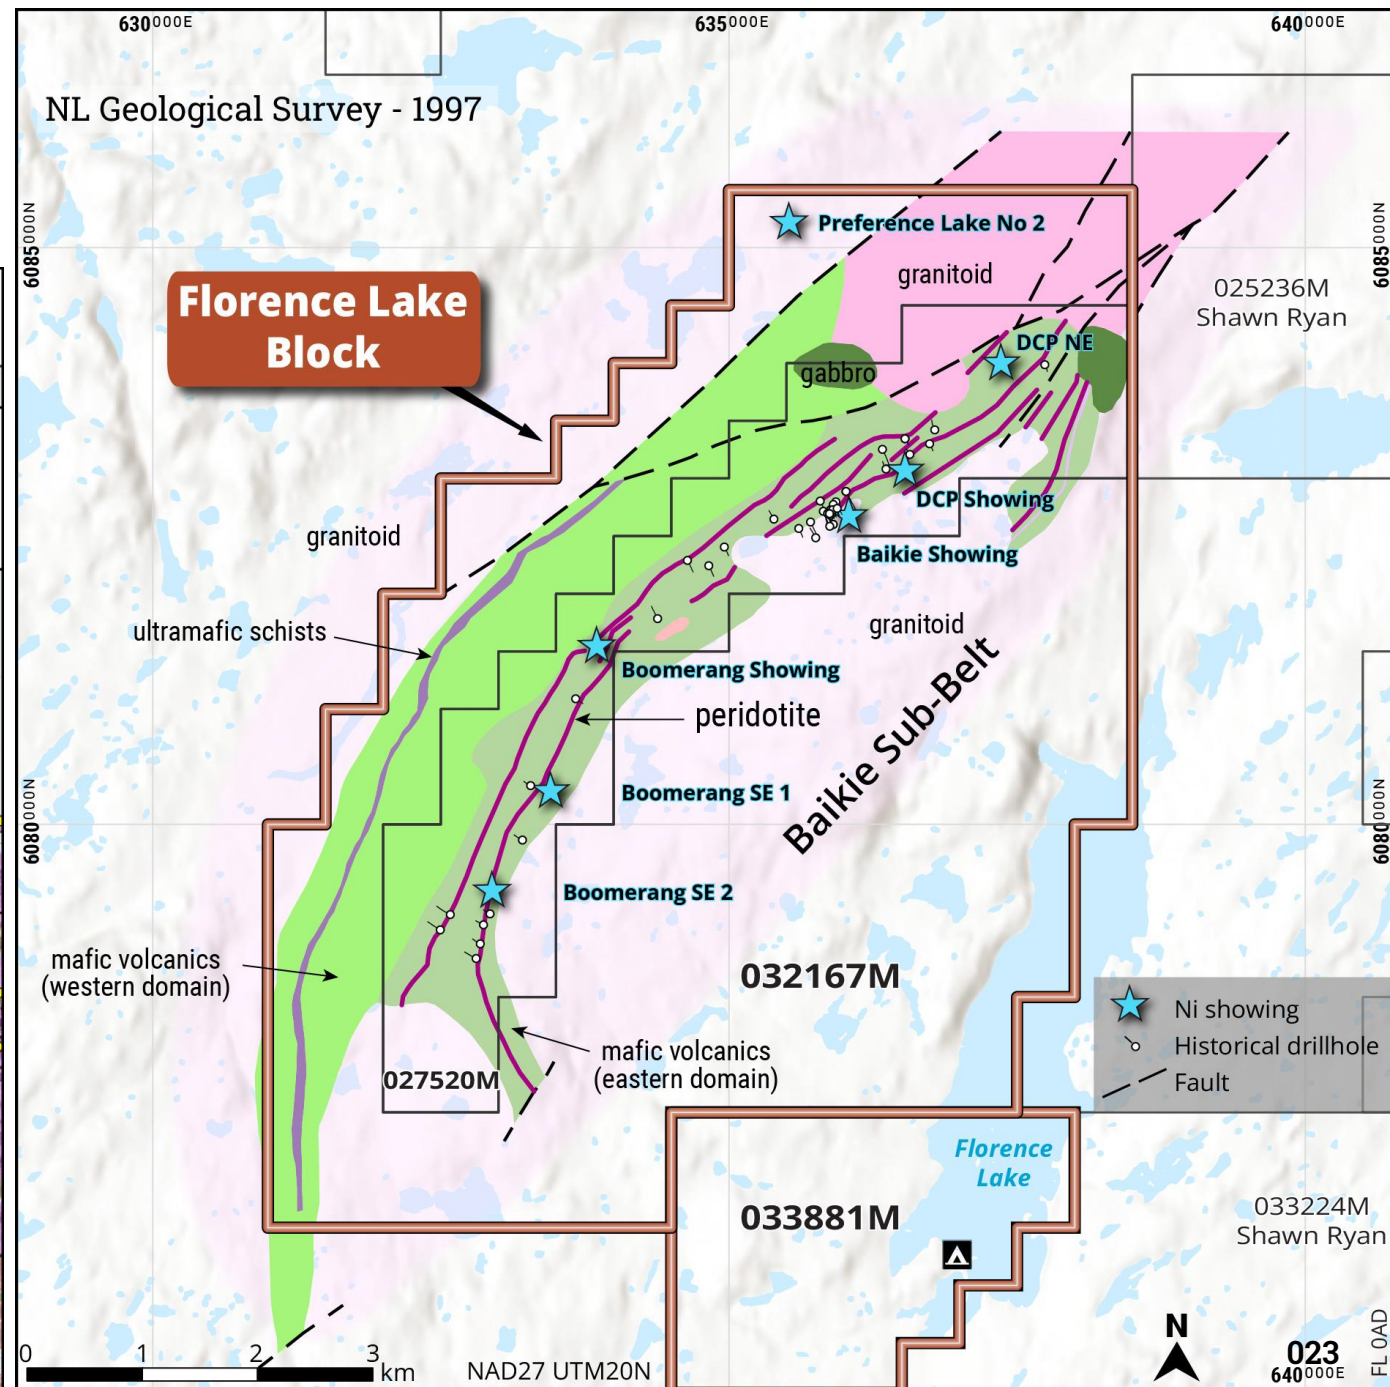 630000E
635000E
640000E
NL Geological Survey - 1997
6085000N
6085000N
Preference Lake No 2
granitoid
025236M
Shawn Ryan
Florence Lake
Block
DCP NE
gabbro
DCP Showing
granitoid
Baikie Showing
ultramafic schists
granitoid
Boomerang Showing
peridotite
Baikie Sub-Belt
6080000N
6080000N
Boomerang SE 1
Boomerang SE 2
mafic volcanics
(western domain)
032167M
Ni showing
Historical drillhole
Fault
mafic volcanics
(eastern domain)
027520M
Florence
Lake
033881M
033224M
Shawn Ryan
N
0 1 2 3
km
NAD27 UTM20N
023
640000E
FL 0AD